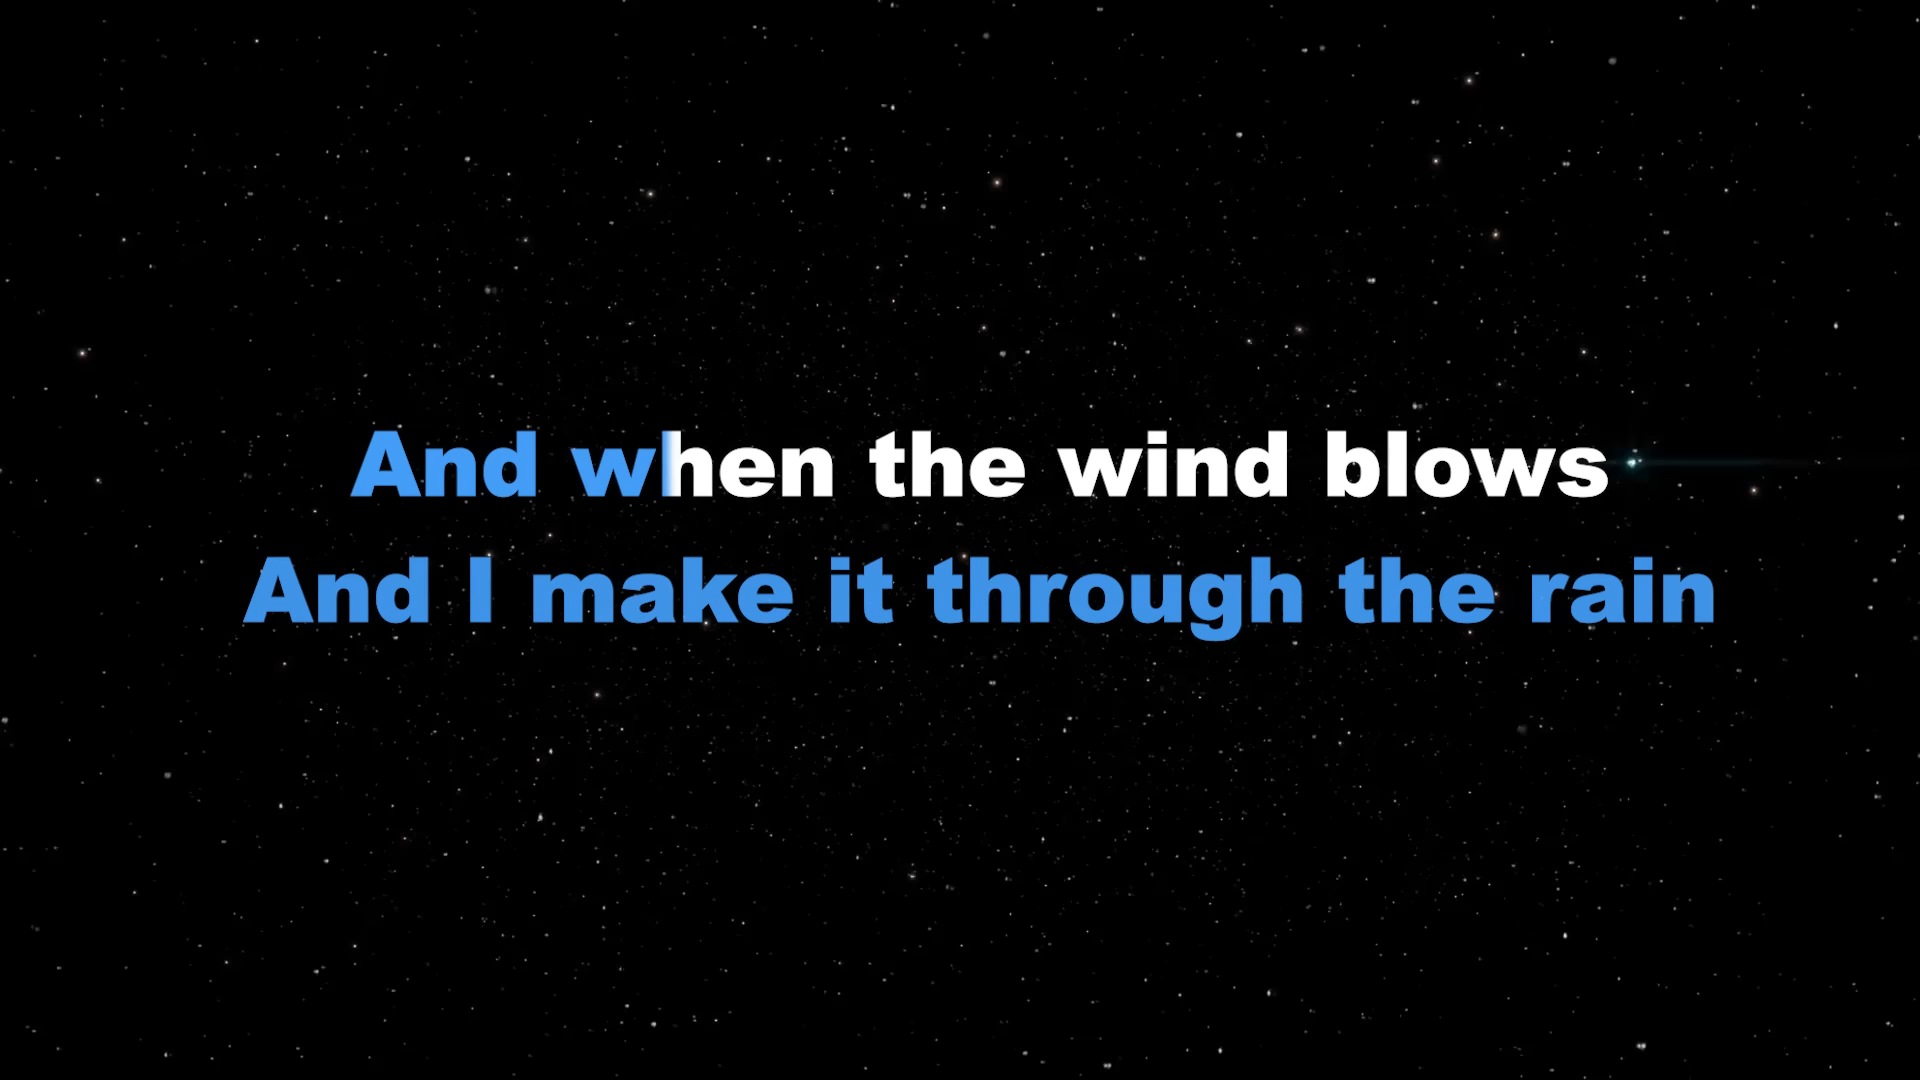 And when the wind blows
And I make it through the rain